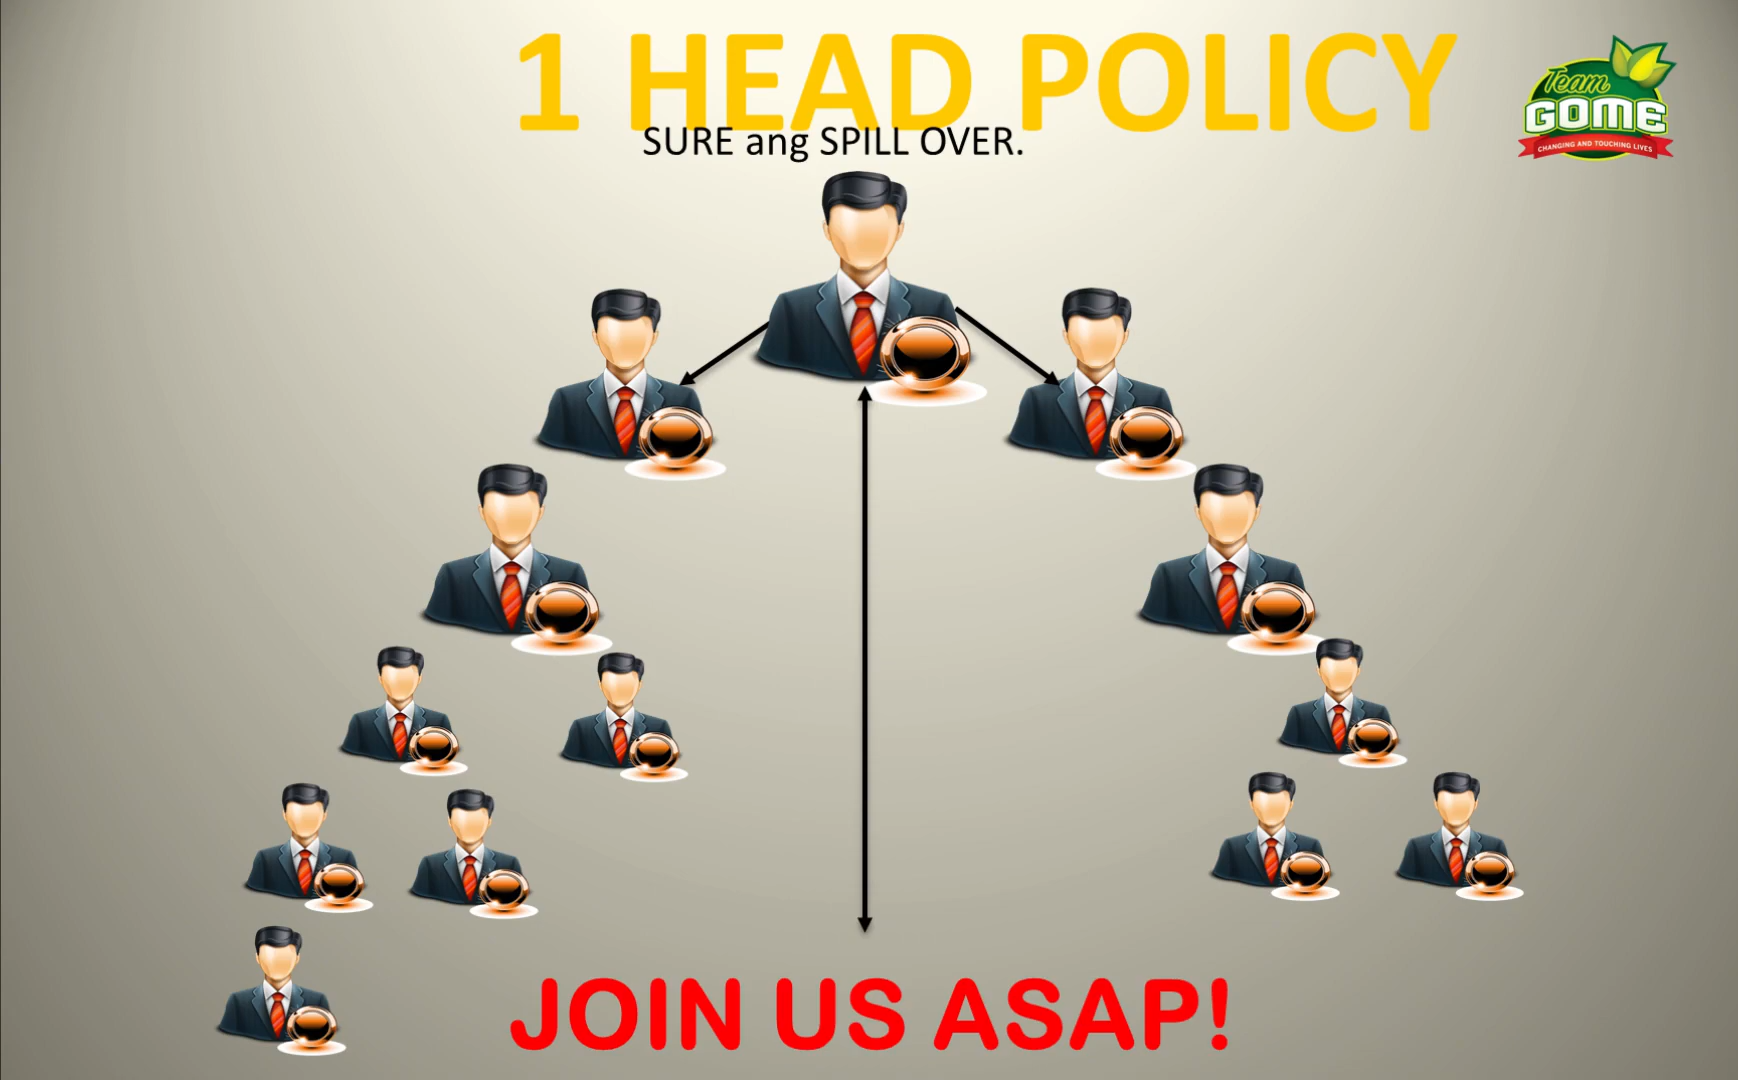 1 HEAD POLICY
SURE ang SPILL OVER.
Team
GOME
CHANGING AND TOUCHING LIVES
JOIN US ASAP!